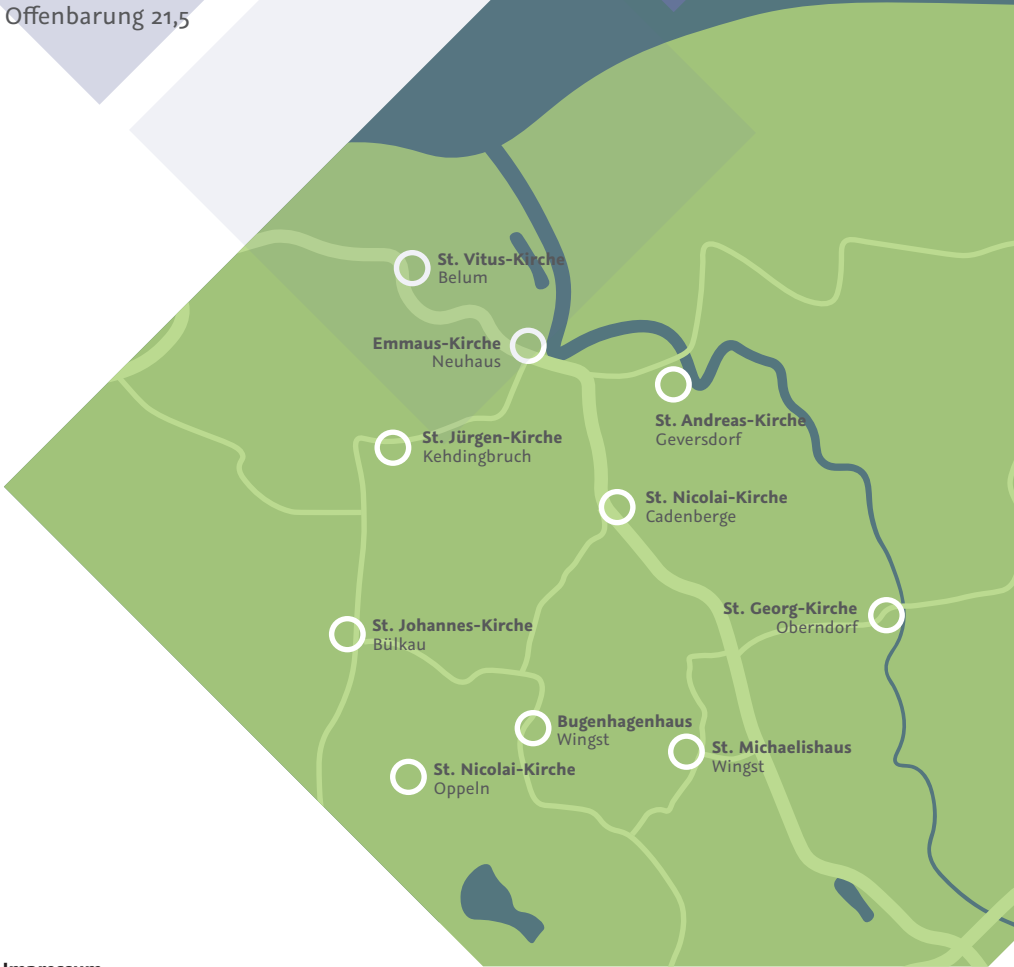 Offenbarung 21,5
St. Vitus-Kirche
Belum
Emmaus-Kirche
Neuhaus
St. Andreas-Kirche
Geversdorf
St. Jürgen-Kirche
Kehdingbruch
St. Nicolai-Kirche
Cadenberge
St. Georg-Kirche
Oberndorf
St. Johannes-Kirche
Bülkau
Bugenhagenhaus
Wingst
St. Michaelishaus
Wingst
St. Nicolai-Kirche
Oppeln
Impressum